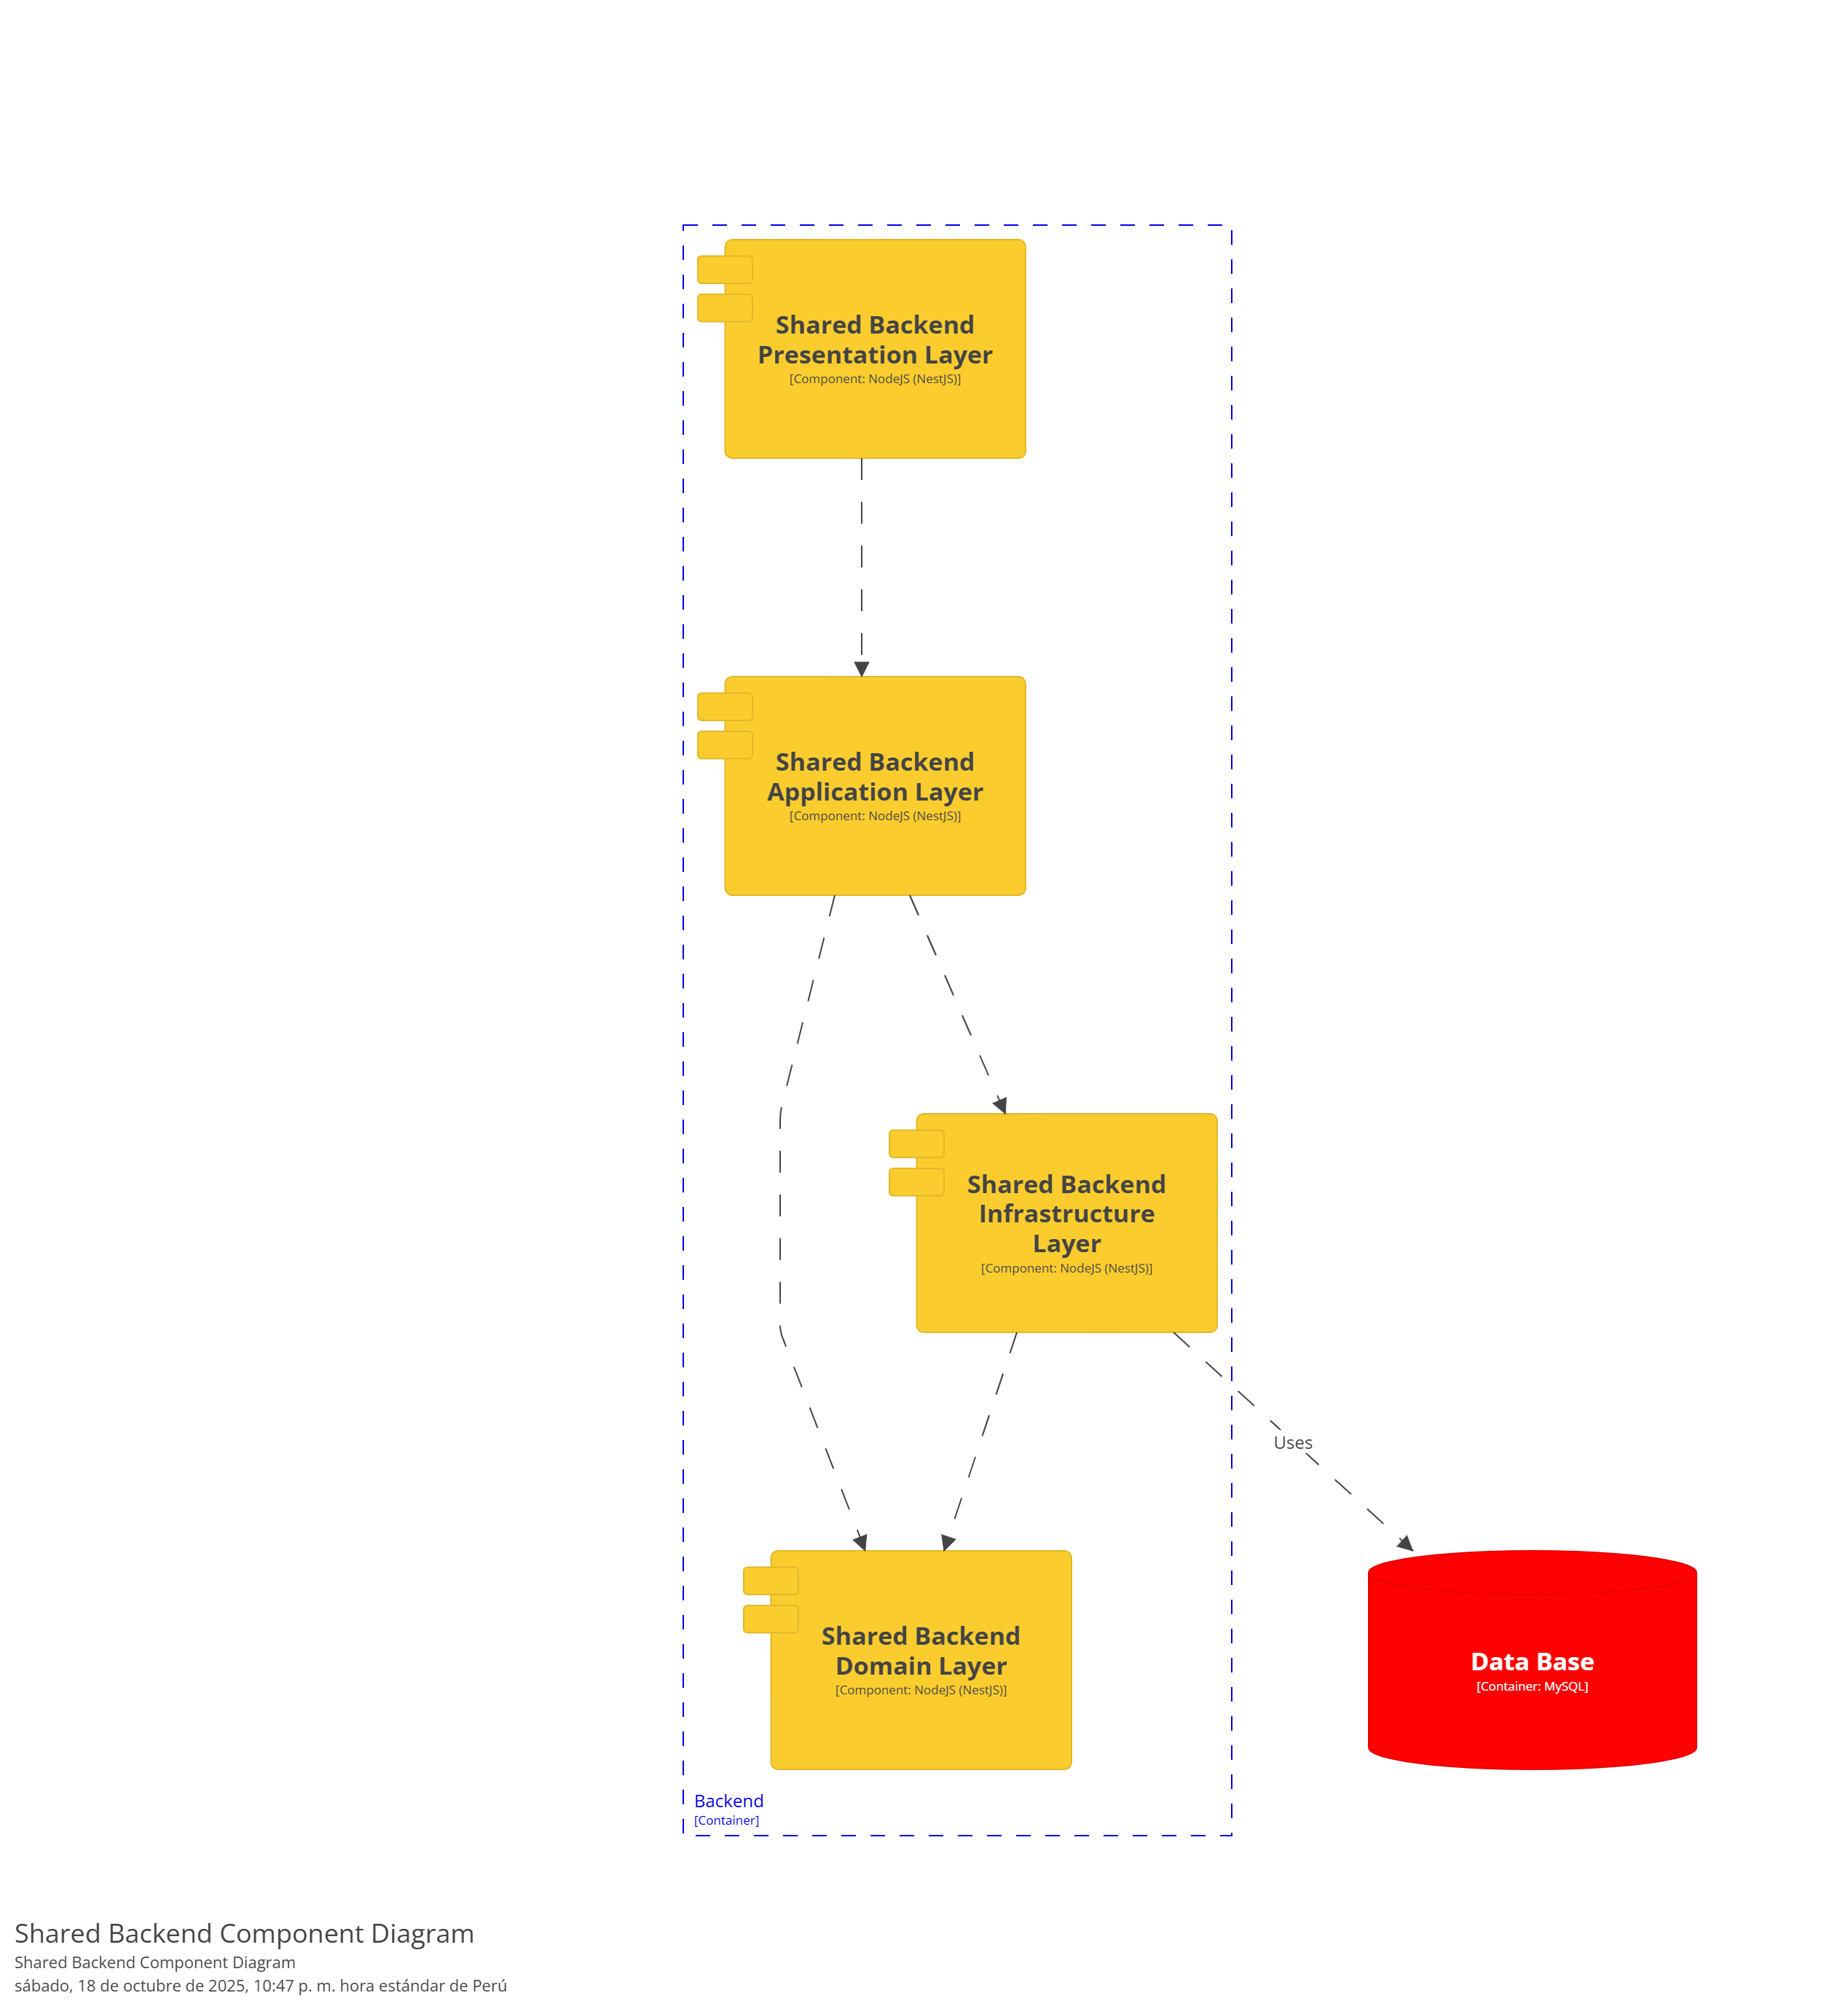 Shared Backend
Presentation Layer
[Component: NodeJS (NestJS)]
Shared Backend
Application Layer
[Component: NodeJS (NestJS)]
Shared Backend
Infrastructure
Layer
[Component: NodeJS (NestJS)]
Uses
Shared Backend
Domain Layer
[Component: NodeJS (NestJS)]
Data Base
[Container: MySQL]
Backend
[Container]
Shared Backend Component Diagram
Shared Backend Component Diagram
sábado, 18 de octubre de 2025, 10:47 p. m. hora estándar de Perú